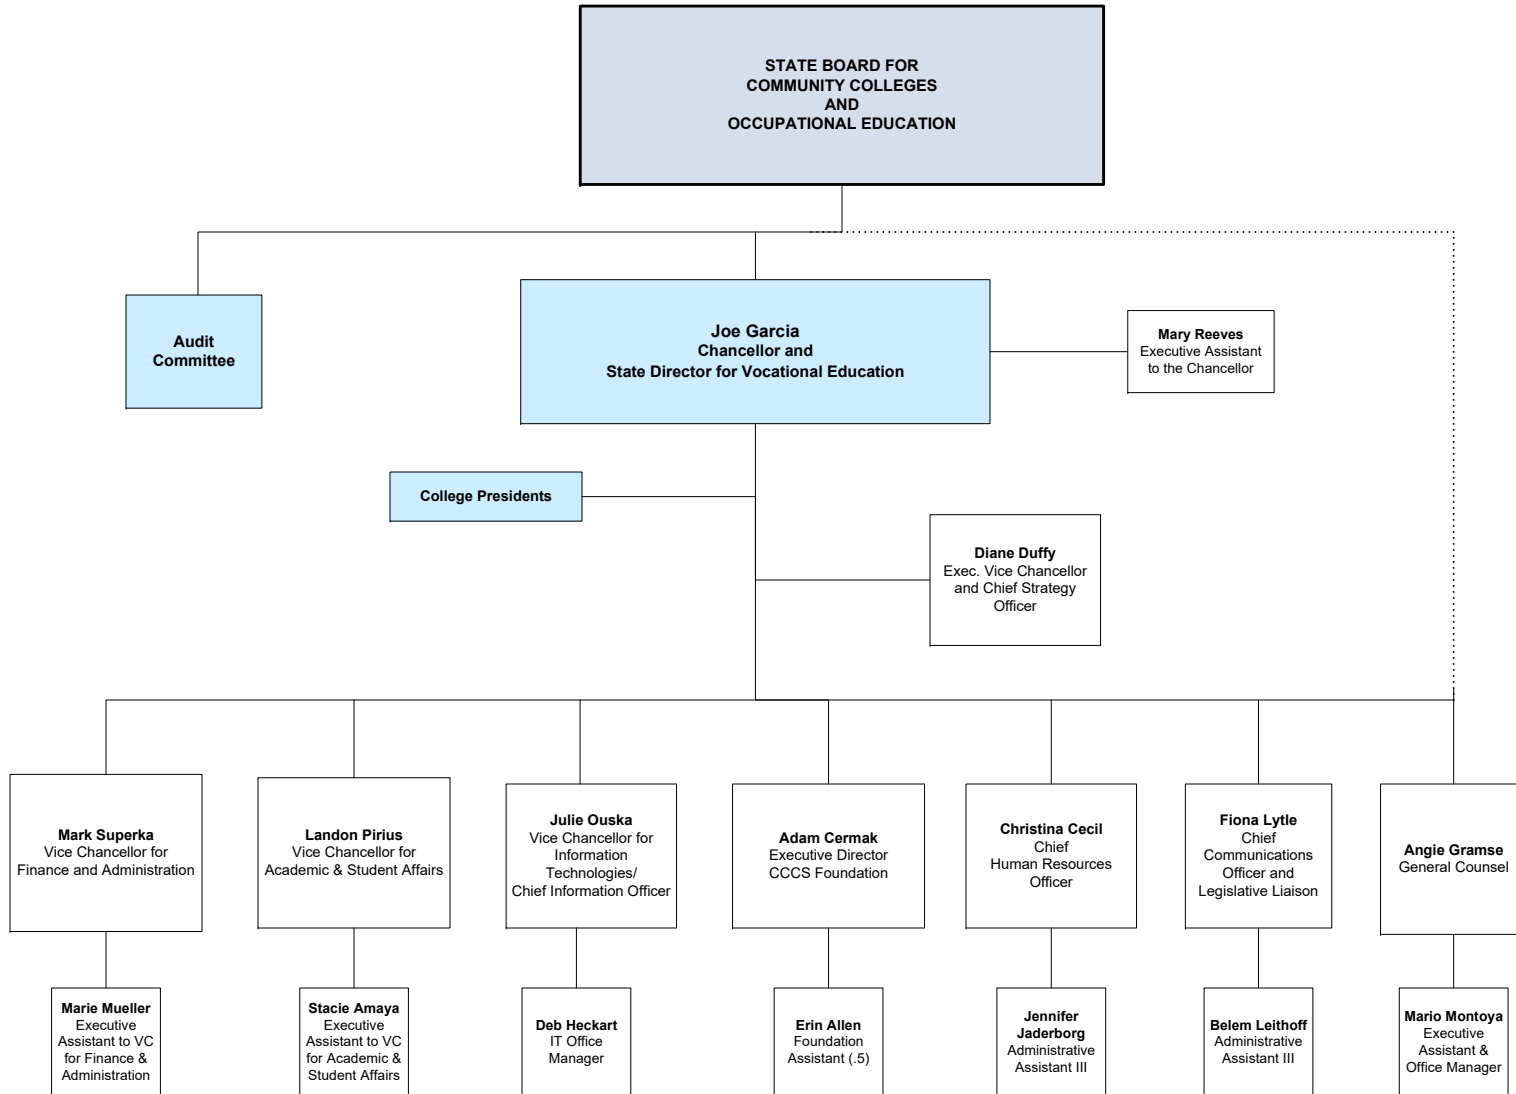 STATE BOARD FOR
COMMUNITY COLLEGES
AND
OCCUPATIONAL EDUCATION
Audit
Committee
Joe Garcia
Chancellor and
State Director for Vocational Education
Mary Reeves
Executive Assistant
to the Chancellor
College Presidents
Diane Duffy
Exec. Vice Chancellor
and Chief Strategy
Officer
Mark Superka
Vice Chancellor for
Finance and Administration
Landon Pirius
Vice Chancellor for
Academic & Student Affairs
Julie Ouska
Vice Chancellor for
Information
Technologies/
Chief Information Officer
Adam Cermak
Executive Director
CCCS Foundation
Christina Cecil
Chief
Human Resources
Officer
Fiona Lytle
Chief
Communications
Officer and
Legislative Liaison
Angie Gramse
General Counsel
Marie Mueller
Executive
Assistant to VC
for Finance &
Administration
Stacie Amaya
Executive
Assistant to VC
for Academic &
Student Affairs
Deb Heckart
IT Office
Manager
Erin Allen
Foundation
Assistant (.5)
Jennifer
Jaderborg
Administrative
Assistant III
Belem Leithoff
Administrative
Assistant III
Mario Montoya
Executive
Assistant &
Office Manager